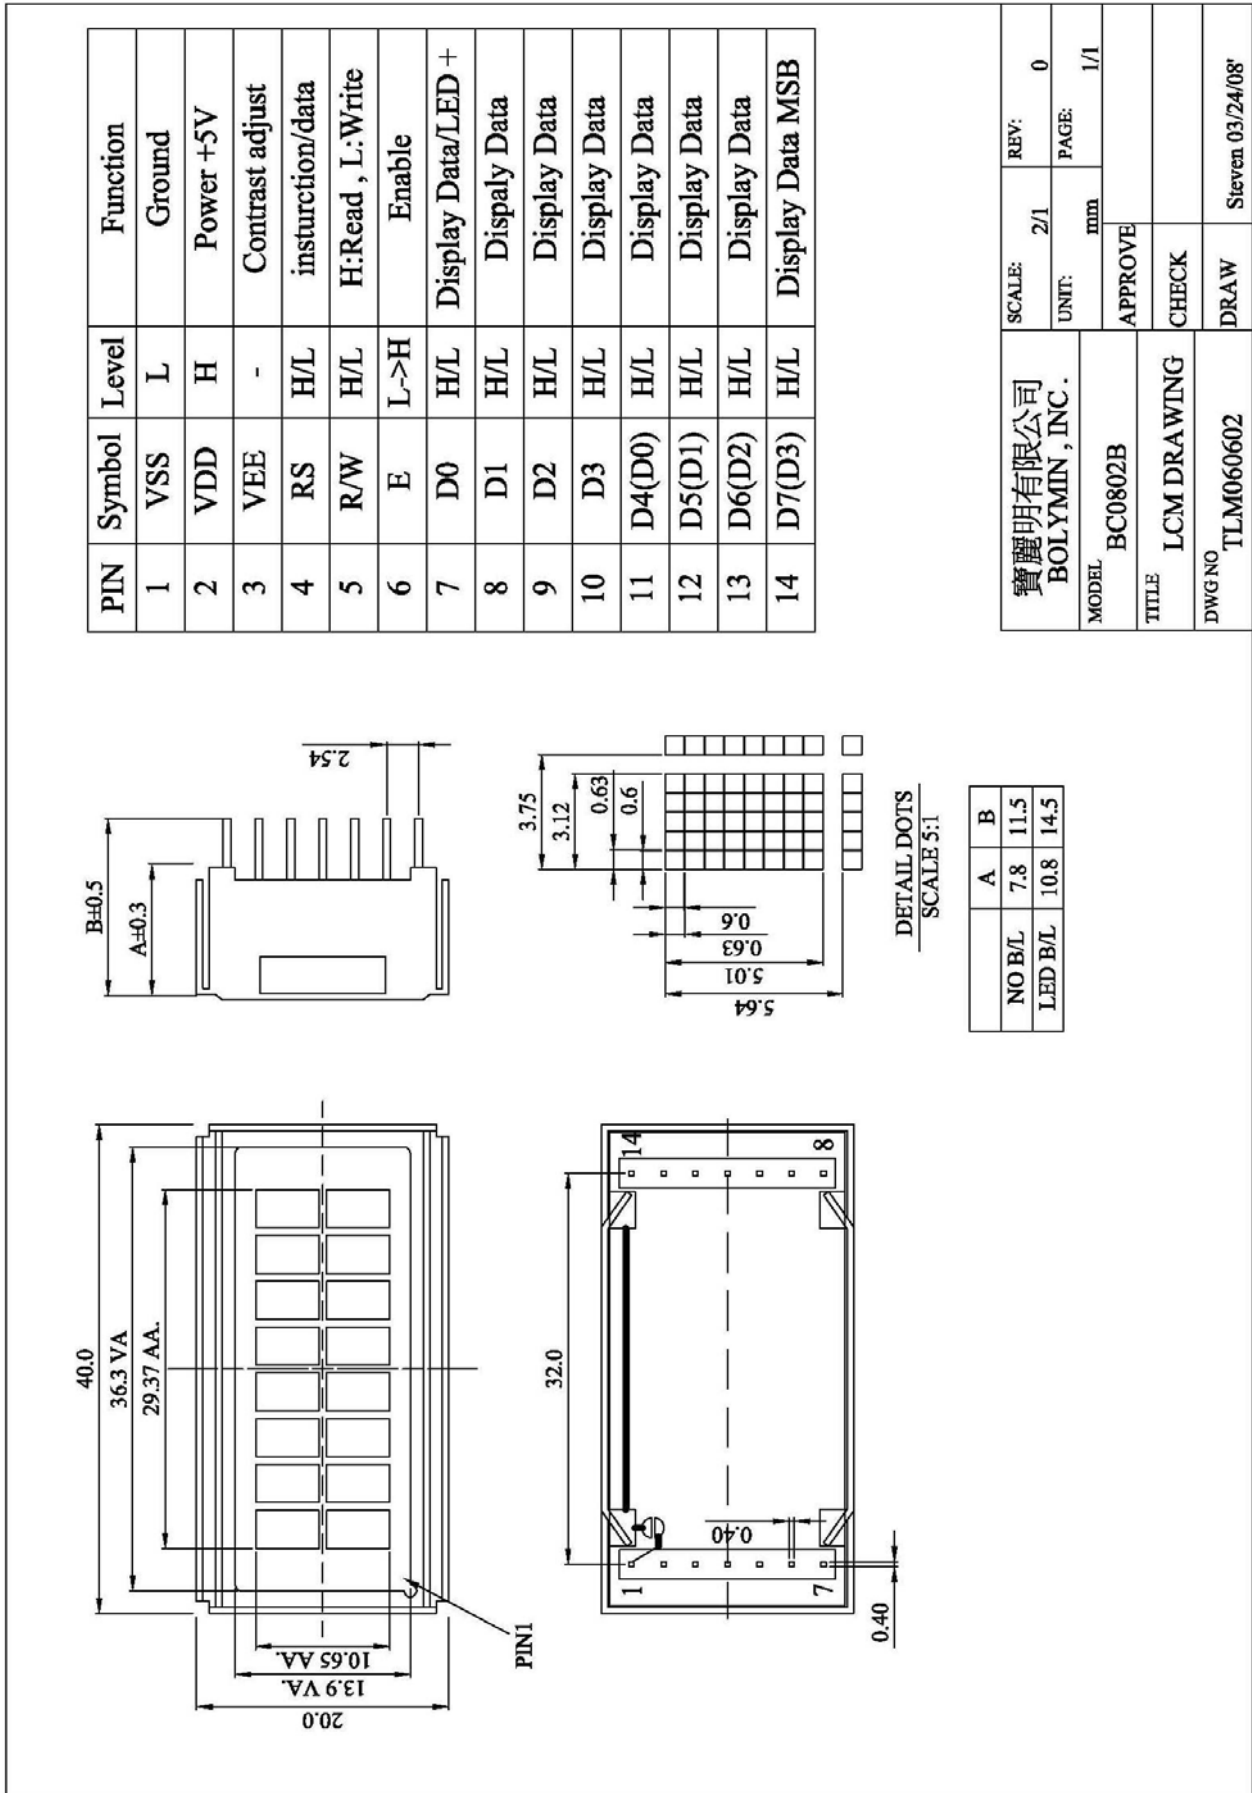 40.0
36.3 VA
29.37 AA.
10.65 AA.
13.9 VA.
20.0
PIN1
B±0.5
A±0.3
2.54
PIN Symbol Level Function
1 VSS L Ground
2 VDD H Power +5V
3 VEE - Contrast adjust
4 RS H/L insturction/data
5 R/W H/L H:Read , L:Write
6 E L->H Enable
7 D0 H/L Display Data/LED +
8 D1 H/L Dispaly Data
9 D2 H/L Display Data
10 D3 H/L Display Data
11 D4(D0) H/L Display Data
12 D5(D1) H/L Display Data
13 D6(D2) H/L Display Data
14 D7(D3) H/L Display Data MSB
32.0
1
14
7
8
0.40
0.40
3.75
3.12
0.63
0.6
0.6
0.63
5.01
5.64
DETAIL DOTS
SCALE 5:1
A B
NO B/L 7.8 11.5
LED B/L 10.8 14.5
寶麗明有限公司
BOLYMIN , INC .
MODEL
BC0802B
TITLE
LCM DRAWING
DWG NO
TLM060602
SCALE: 2/1
REV: 0
UNIT: mm
PAGE: 1/1
APPROVE
CHECK
DRAW Steven 03/24/08'